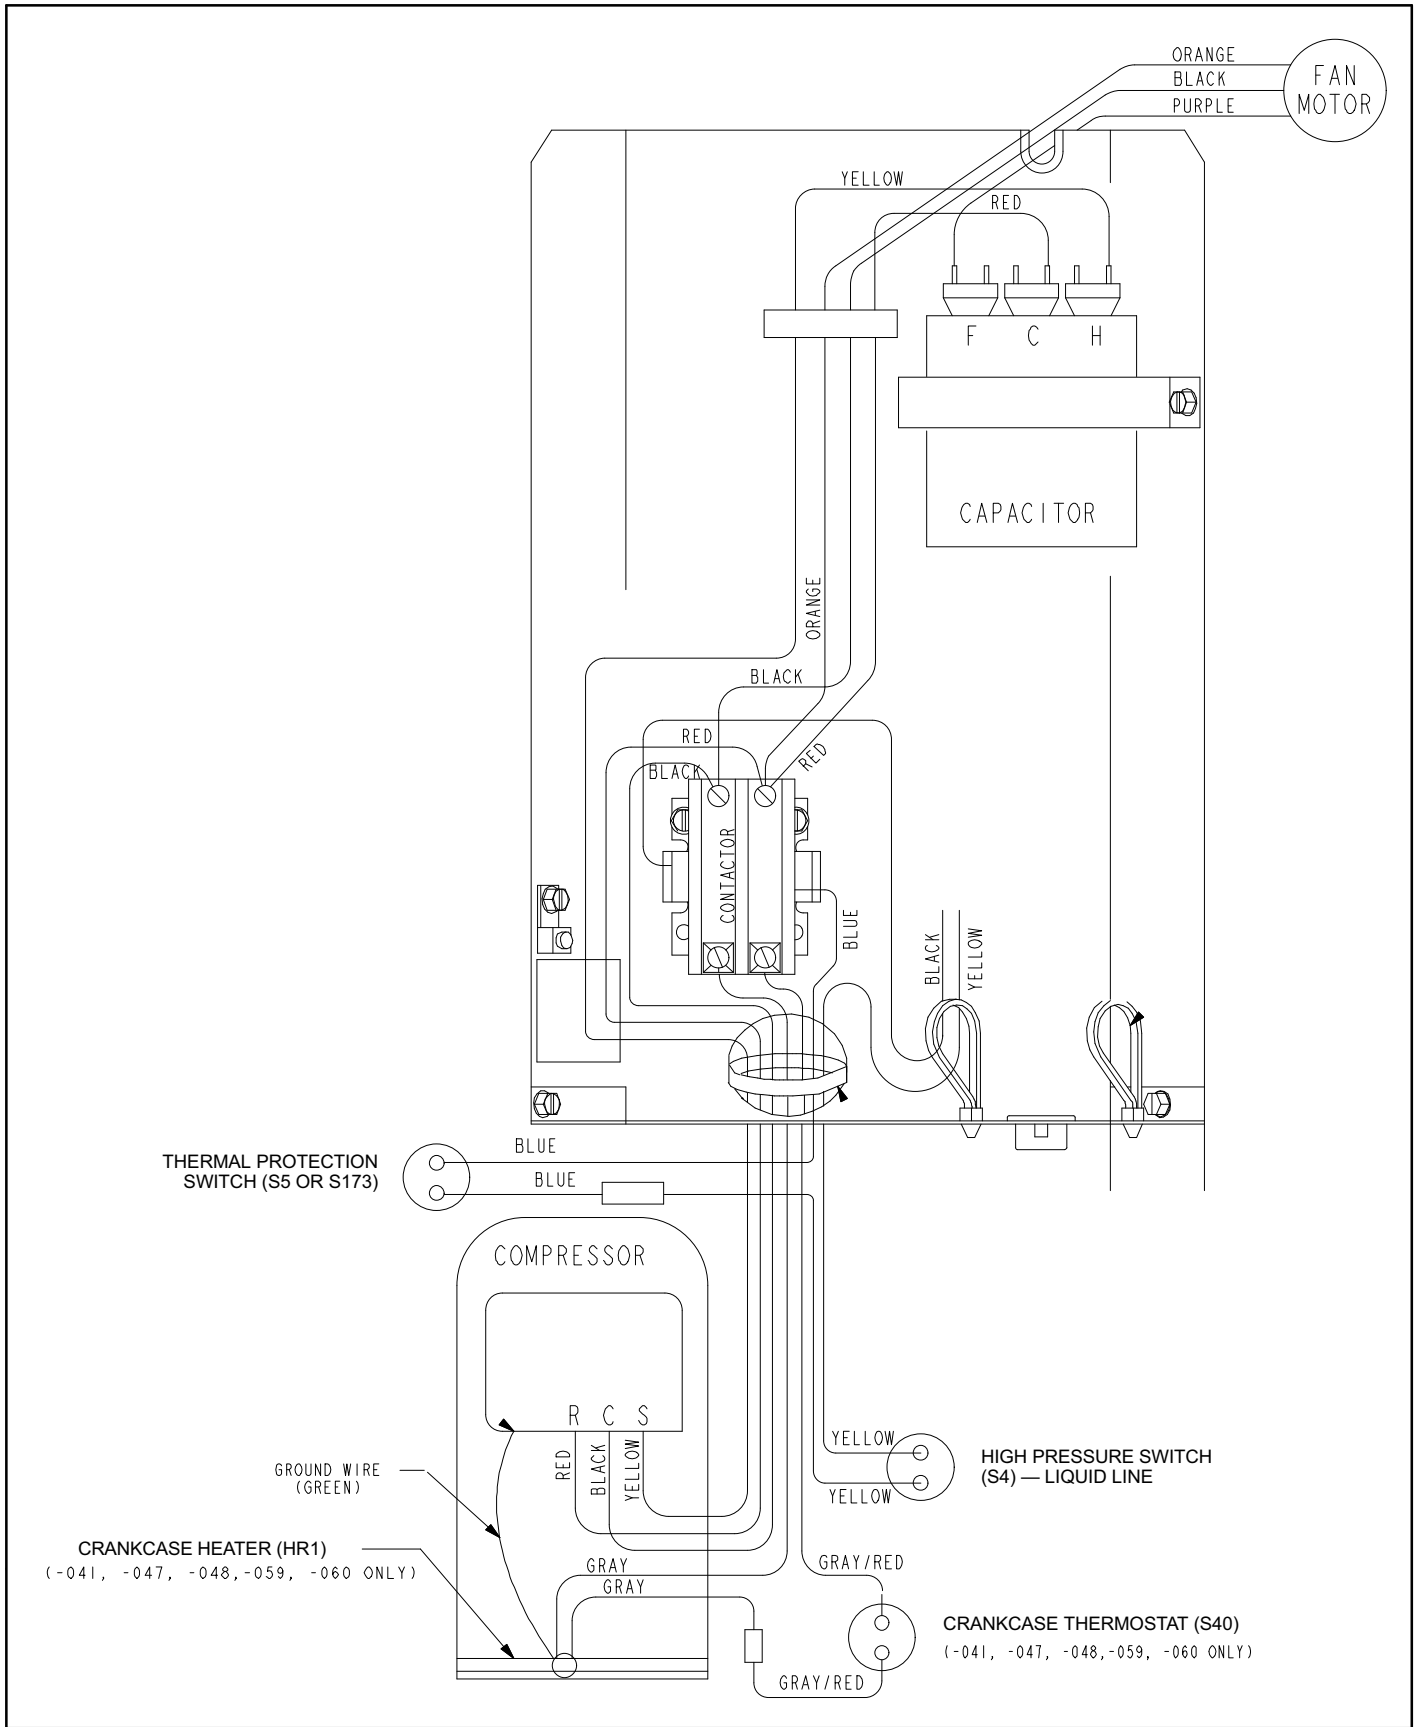 ORANGE
BLACK
PURPLE
FAN
MOTOR
YELLOW
RED
F C H
CAPACITOR
ORANGE
BLACK
RED
RED
BLACK
CONTACTOR
BLUE
BLACK
YELLOW
THERMAL PROTECTION
SWITCH (S5 OR S173)
BLUE
BLUE
COMPRESSOR
R C S
RED
BLACK
YELLOW
GROUND WIRE
(GREEN)
YELLOW
YELLOW
HIGH PRESSURE SWITCH
(S4) — LIQUID LINE
CRANKCASE HEATER (HR1)
(-041, -047, -048,-059, -060 ONLY)
GRAY
GRAY
GRAY/RED
GRAY/RED
CRANKCASE THERMOSTAT (S40)
(-041, -047, -048,-059, -060 ONLY)